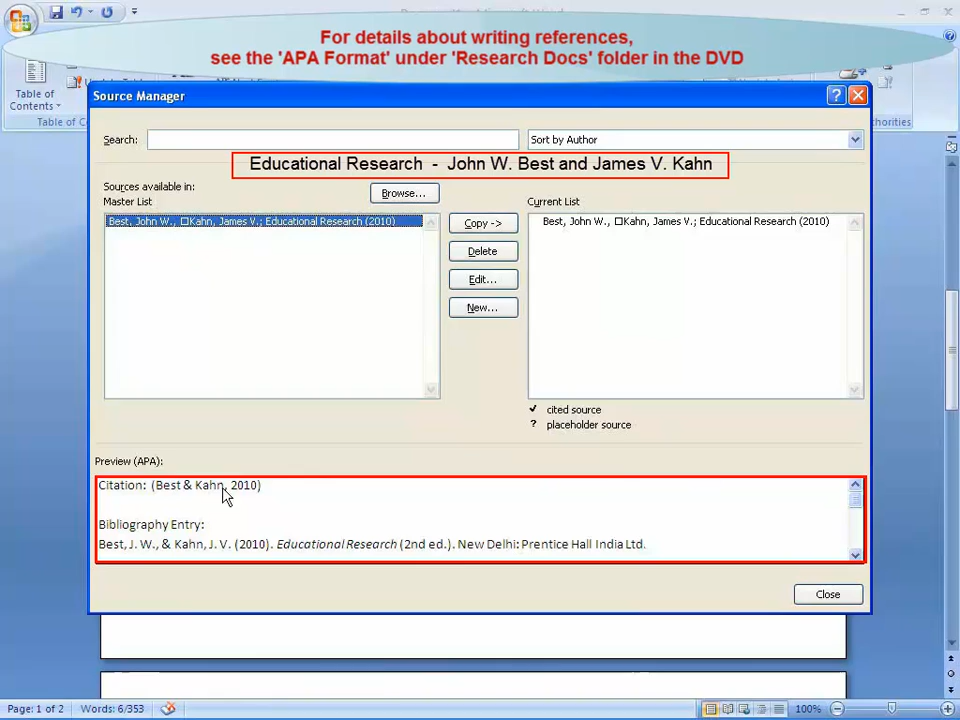 For details about writing references,
see the 'APA Format' under 'Research Docs' folder in the DVD
Table of
Contents
Table of C
horities
Source Manager
Search:
Sort by Author
Educational Research - John W. Best and James V. Kahn
Sources available in:
Browse...
Master List
Current List
Best, John W., □Kahn, James V.; Educational Research (2010)
Copy ->
Best, John W., □Kahn, James V.; Educational Research (2010)
Delete
Edit...
New...
cited source
? placeholder source
Preview (APA):
Citation: (Best & Kahn, 2010)
Bibliography Entry:
Best, J. W., & Kahn, J. V. (2010). Educational Research (2nd ed.). New Delhi: Prentice Hall India Ltd.
Close
Page: 1 of 2
Words: 6/353
100%